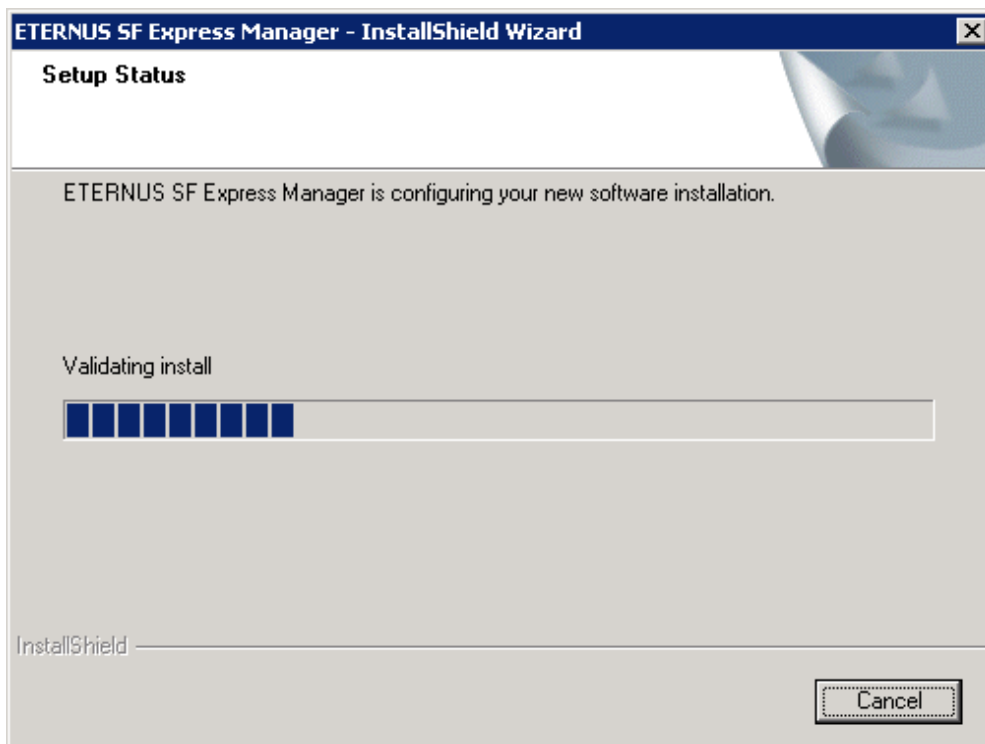 ETERNUS SF Express Manager - InstallShield Wizard
Setup Status
ETERNUS SF Express Manager is configuring your new software installation.
Validating install
InstallShield
Cancel